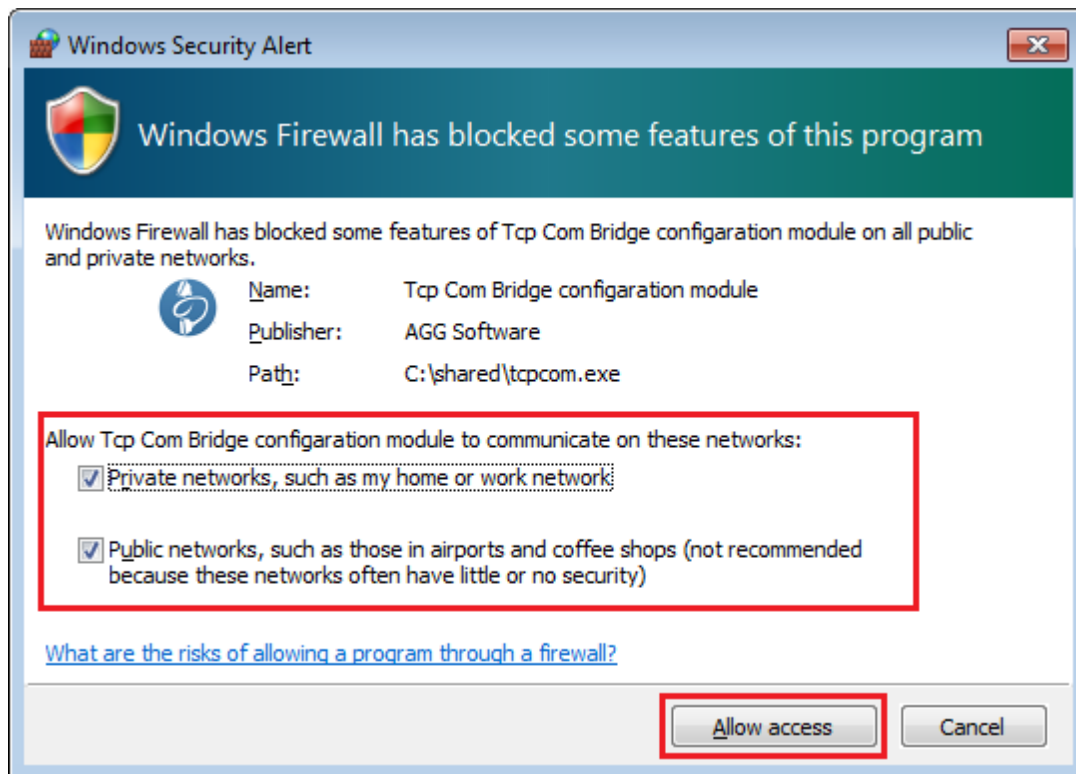 Windows Security Alert
Windows Firewall has blocked some features of this program
Windows Firewall has blocked some features of Tcp Com Bridge configaration module on all public
and private networks.
Name: Tcp Com Bridge configaration module
Publisher: AGG Software
Path: C:\shared\tcpcom.exe
Allow Tcp Com Bridge configaration module to communicate on these networks:
Private networks, such as my home or work network
Public networks, such as those in airports and coffee shops (not recommended
because these networks often have little or no security)
What are the risks of allowing a program through a firewall?
Allow access Cancel